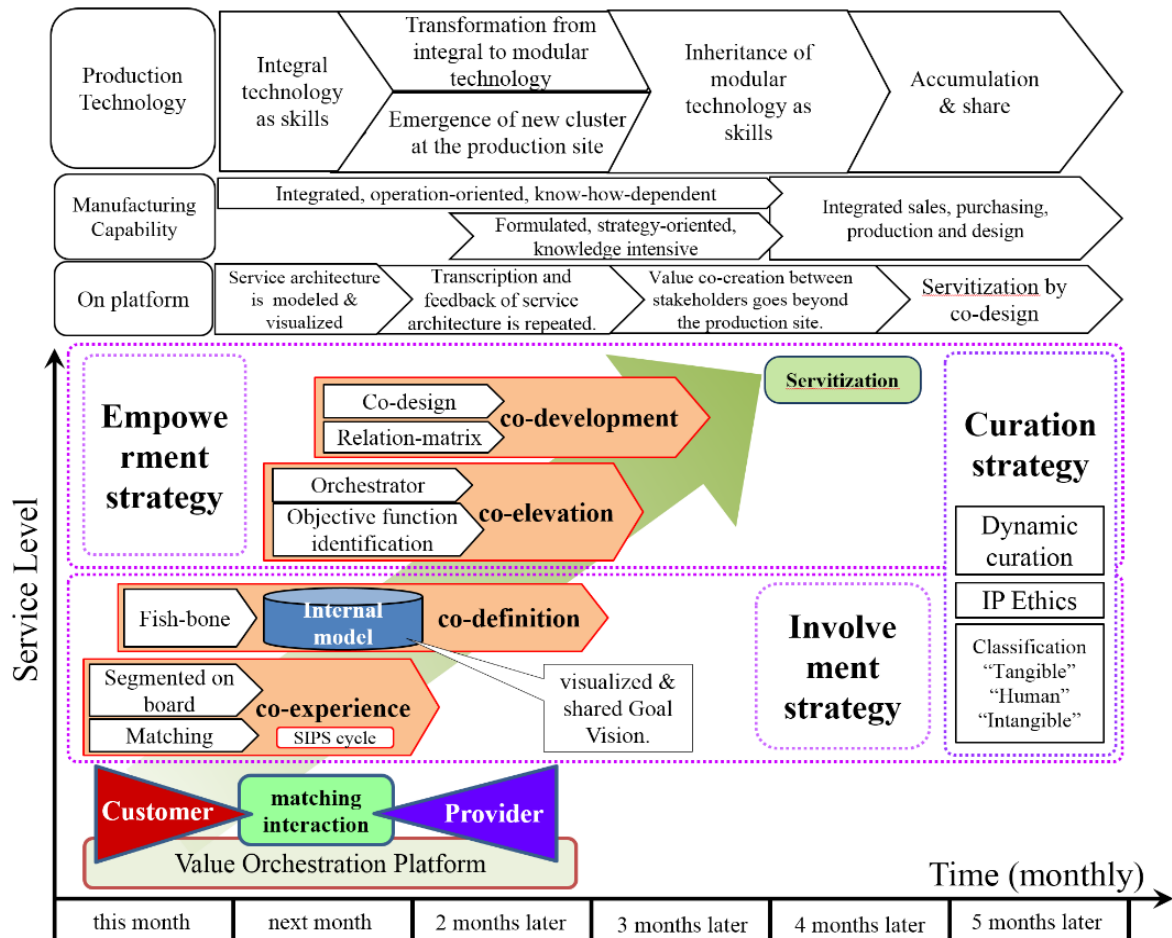 Production
Technology
Integral
technology
as skills
Transformation from
integral to modular
technology
Emergence of new cluster
at the production site
Inheritance of
modular
technology as
skills
Accumulation
& share
Manufacturing
Capability
Integrated, operation-oriented, know-how-dependent
Formulated, strategy-oriented,
knowledge intensive
Integrated sales, purchasing,
production and design
On platform
Service architecture
is modeled &
visualized
Transcription and
feedback of service
architecture is repeated.
Value co-creation between
stakeholders goes beyond
the production site.
Servitization by
co-design
Service Level
Empowe
rment
strategy
Co-design
Relation-matrix
co-development
Servitization
Orchestrator
Objective function
identification
co-elevation
Curation
strategy
Dynamic
curation
IP Ethics
Classification
“Tangible”
“Human”
“Intangible”
Fish-bone
Internal
model
co-definition
Involve
ment
strategy
Segmented on
board
Matching
co-experience
SIPS cycle
visualized &
shared Goal
Vision.
Customer
matching
interaction
Provider
Value Orchestration Platform
Time (monthly)
this month
next month
2 months later
3 months later
4 months later
5 months later